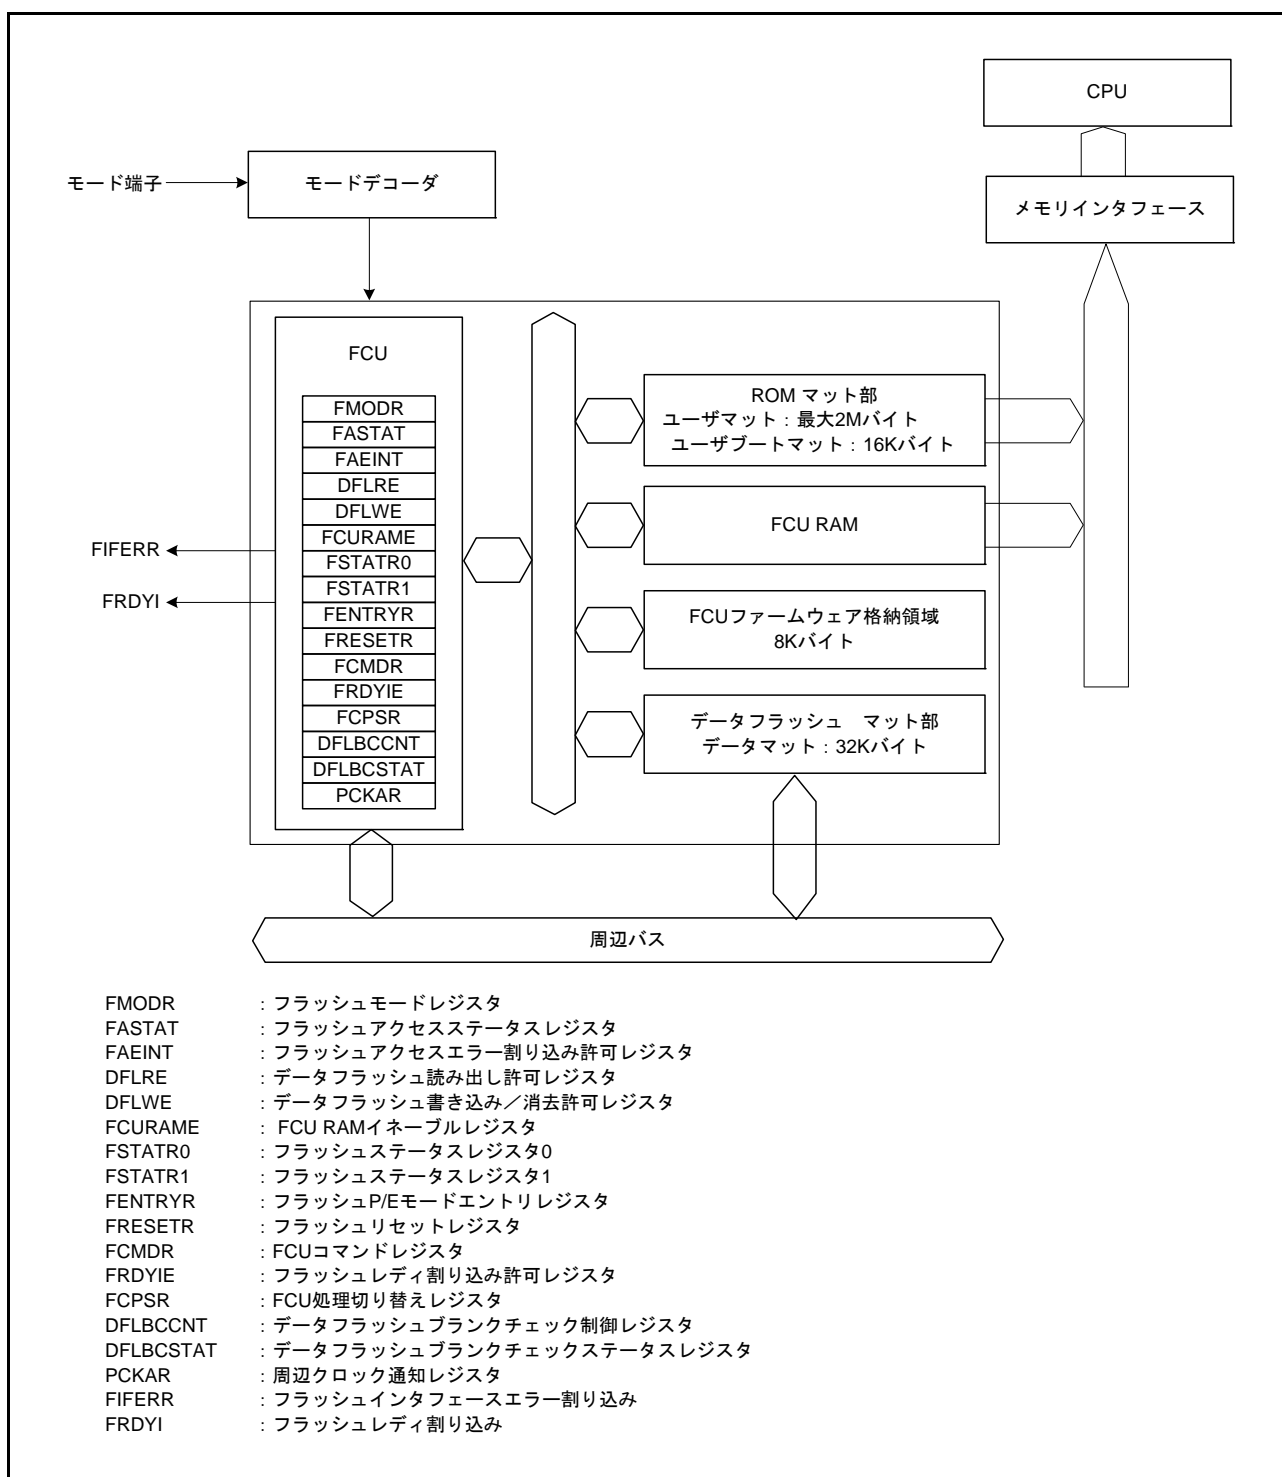 CPU
モード端子
モードデコーダ
メモリインタフェース
FCU
FMODR
FASTAT
FAEINT
DFLRE
DFLWE
FCURAME
FSTATR0
FSTATR1
FENTRYR
FRESETR
FCMDR
FRDYIE
FCPSR
DFLBCCNT
DFLBCSTAT
PCKAR
FIFERR
FRDYI
ROM マット部
ユーザマット：最大2Mバイト
ユーザブートマット：16Kバイト
FCU RAM
FCUファームウェア格納領域
8Kバイト
データフラッシュ　マット部
データマット：32Kバイト
周辺バス
FMODR : フラッシュモードレジスタ
FASTAT : フラッシュアクセスステータスレジスタ
FAEINT : フラッシュアクセスエラー割り込み許可レジスタ
DFLRE : データフラッシュ読み出し許可レジスタ
DFLWE : データフラッシュ書き込み／消去許可レジスタ
FCURAME : FCU RAMイネーブルレジスタ
FSTATR0 : フラッシュステータスレジスタ0
FSTATR1 : フラッシュステータスレジスタ1
FENTRYR : フラッシュP/Eモードエントリレジスタ
FRESETR : フラッシュリセットレジスタ
FCMDR : FCUコマンドレジスタ
FRDYIE : フラッシュレディ割り込み許可レジスタ
FCPSR : FCU処理切り替えレジスタ
DFLBCCNT : データフラッシュブランクチェック制御レジスタ
DFLBCSTAT : データフラッシュブランクチェックステータスレジスタ
PCKAR : 周辺クロック通知レジスタ
FIFERR : フラッシュインタフェースエラー割り込み
FRDYI : フラッシュレディ割り込み